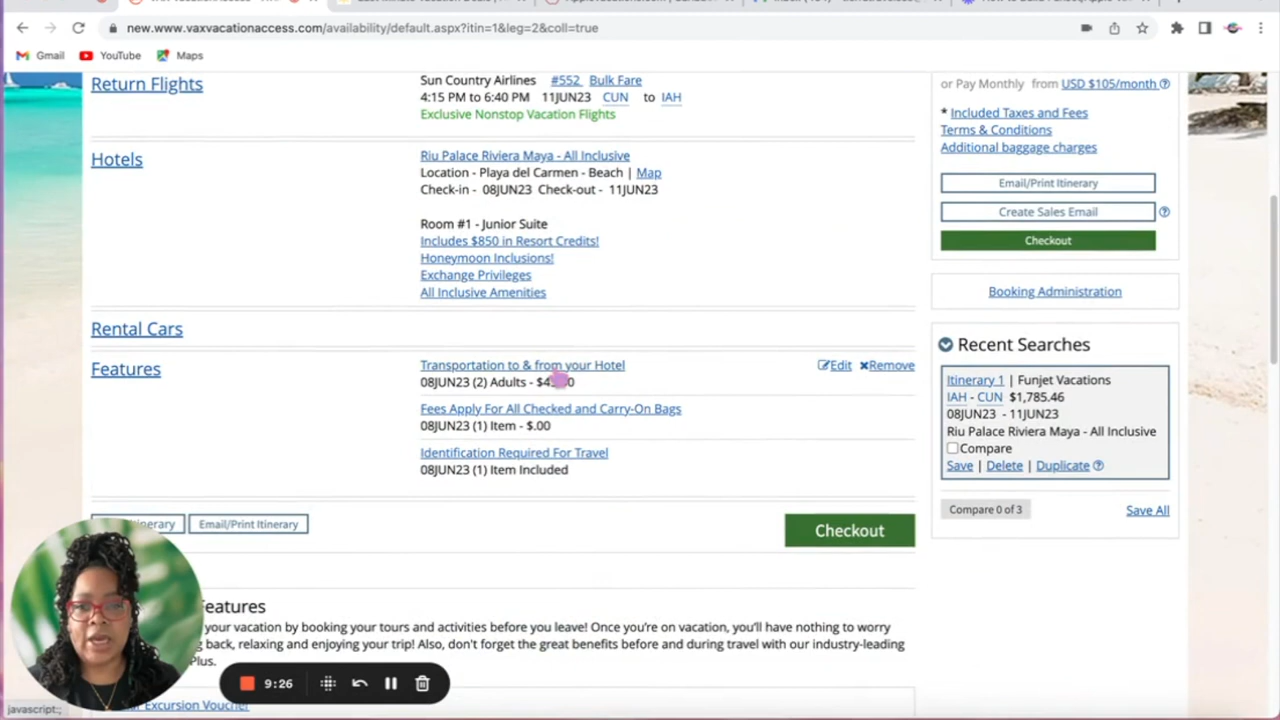 new.vaxvacationaccess.com/availability/default.aspx?itin=1&leg=2&coll=true
Gmail YouTube Maps
Return Flights
Sun Country Airlines #552 Bulk Fare
4:15 PM to 6:40 PM 11JUN23 CUN to IAH
Exclusive Nonstop Vacation Flights
Hotels
Riu Palace Riviera Maya - All Inclusive
Location - Playa del Carmen - Beach | Map
Check-in - 08JUN23 Check-out - 11JUN23
Room #1 - Junior Suite
Includes $850 in Resort Credits!
Honeymoon Inclusions!
Exchange Privileges
All Inclusive Amenities
Rental Cars
Features
Transportation to & from your Hotel Edit Remove
08JUN23 (2) Adults -
Fees Apply For All Checked and Carry-On Bags
08JUN23 (1) Item - $.00
Identification Required For Travel
08JUN23 (1) Item Included
Itinerary Email/Print Itinerary
Checkout
Features
your vacation by booking your tours and activities before you leave! Once you're on vacation, you'll have nothing to worry
back, relaxing and enjoying your trip! Also, don't forget the great benefits before and during travel with our industry-leading
Plus.
Excursion Voucher
9:26
javascript:;
or Pay Monthly from USD $105/month
* Included Taxes and Fees
Terms & Conditions
Additional baggage charges
Email/Print Itinerary
Create Sales Email
Checkout
Booking Administration
Recent Searches
Itinerary 1 | Funjet Vacations
IAH - CUN $1,785.46
08JUN23 - 11JUN23
Riu Palace Riviera Maya - All Inclusive
Compare
Save | Delete | Duplicate
Compare 0 of 3 Save All